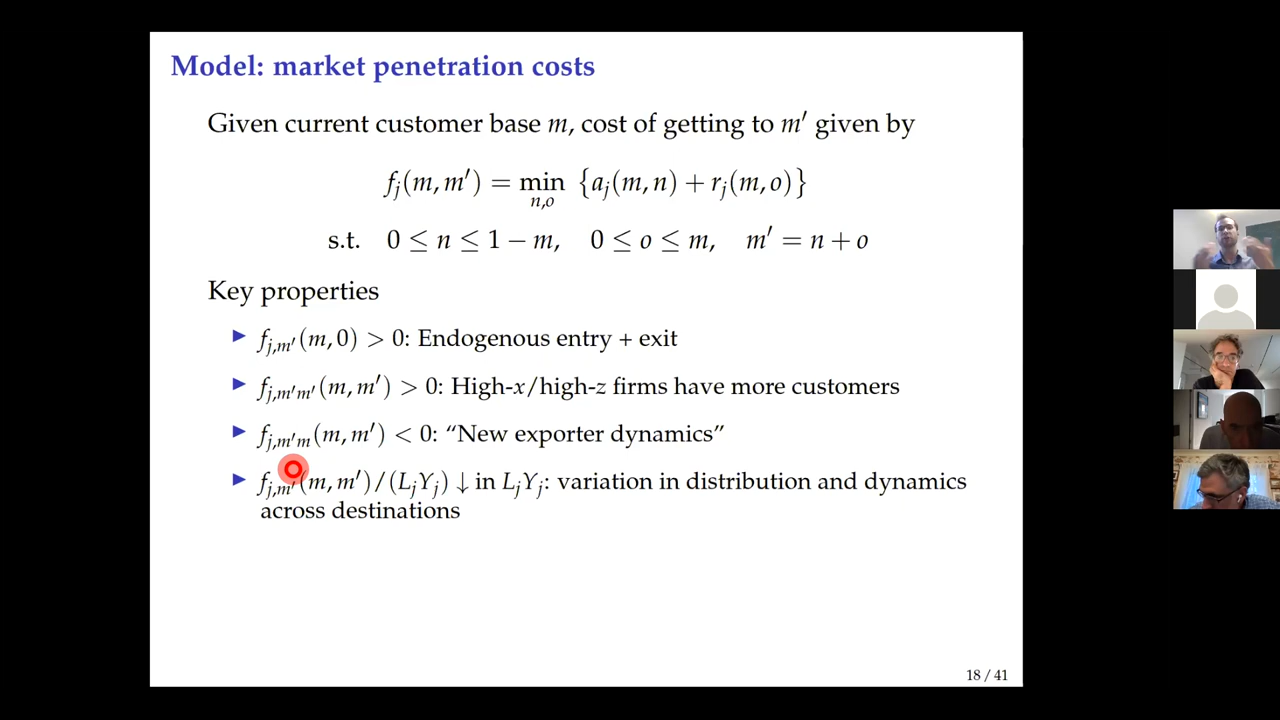 Model: market penetration costs
Given current customer base m, cost of getting to m′ given by
f_j(m, m′) = min_{n,o} {a_j(m, n) + r_j(m, o)}
s.t. 0 ≤ n ≤ 1 − m, 0 ≤ o ≤ m, m′ = n + o
Key properties
▶ f_{j,m′}(m, 0) > 0: Endogenous entry + exit
▶ f_{j,m′m′}(m, m′) > 0: High-x/high-z firms have more customers
▶ f_{j,m′m}(m, m′) < 0: “New exporter dynamics”
▶ f_{j,m′}(m, m′)/(L_jY_j) ↓ in L_jY_j: variation in distribution and dynamics
across destinations
18 / 41